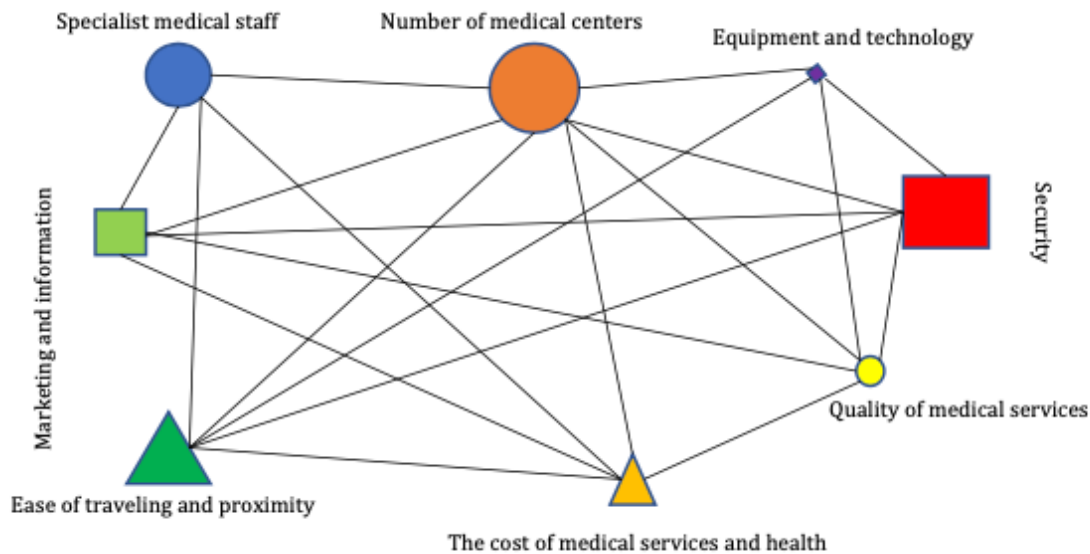 Specialist medical staff
Number of medical centers
Equipment and technology
Marketing and information
Security
Quality of medical services
Ease of traveling and proximity
The cost of medical services and health